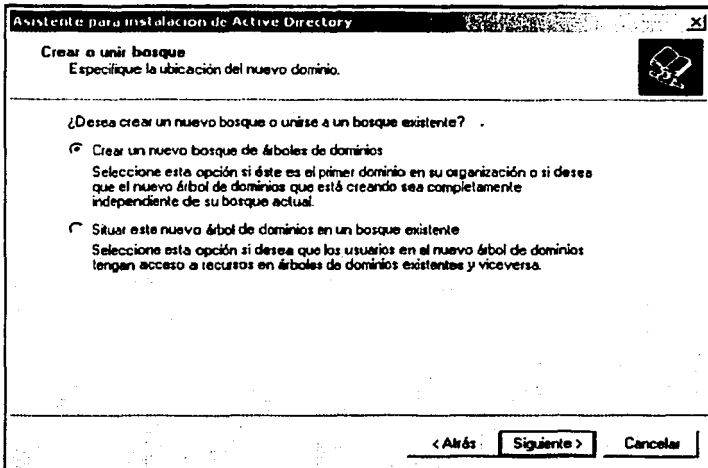 Asistente para instalación de Active Directory
Crear o unir bosque
Especifique la ubicación del nuevo dominio.
¿Desea crear un nuevo bosque o unirse a un bosque existente?
Crear un nuevo bosque de árboles de dominios
Seleccione esta opción si éste es el primer dominio en su organización o si desea
que el nuevo árbol de dominios que está creando sea completamente
independiente de su bosque actual.
Situar este nuevo árbol de dominios en un bosque existente
Seleccione esta opción si desea que los usuarios en el nuevo árbol de dominios
tengan acceso a recursos en árboles de dominios existentes y viceversa.
< Atrás Siguiente > Cancelar